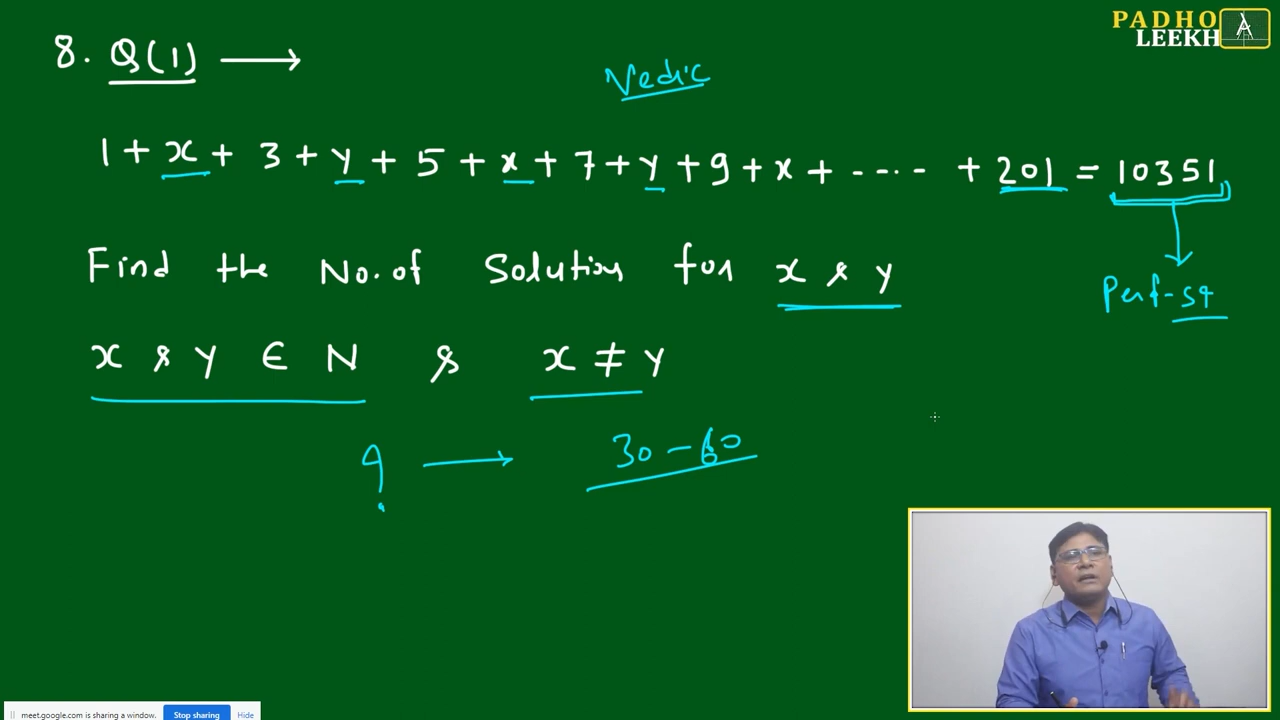 PADHO
LEEKH
8. Q(1) ⟶
Vedic
1 + x + 3 + y + 5 + x + 7 + y + 9 + x + ----- + 201 = 10351
Find the No. of Solution for x & y
Perf-sq
x & y ∈ N & x ≠ y
? ⟶ 30 - 60
meet.google.com is sharing a window. Stop sharing Hide